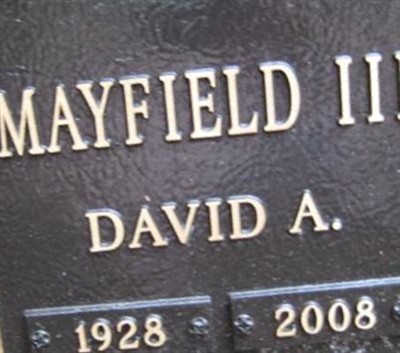 MAYFIELD III
DAVID A.
1928 2008